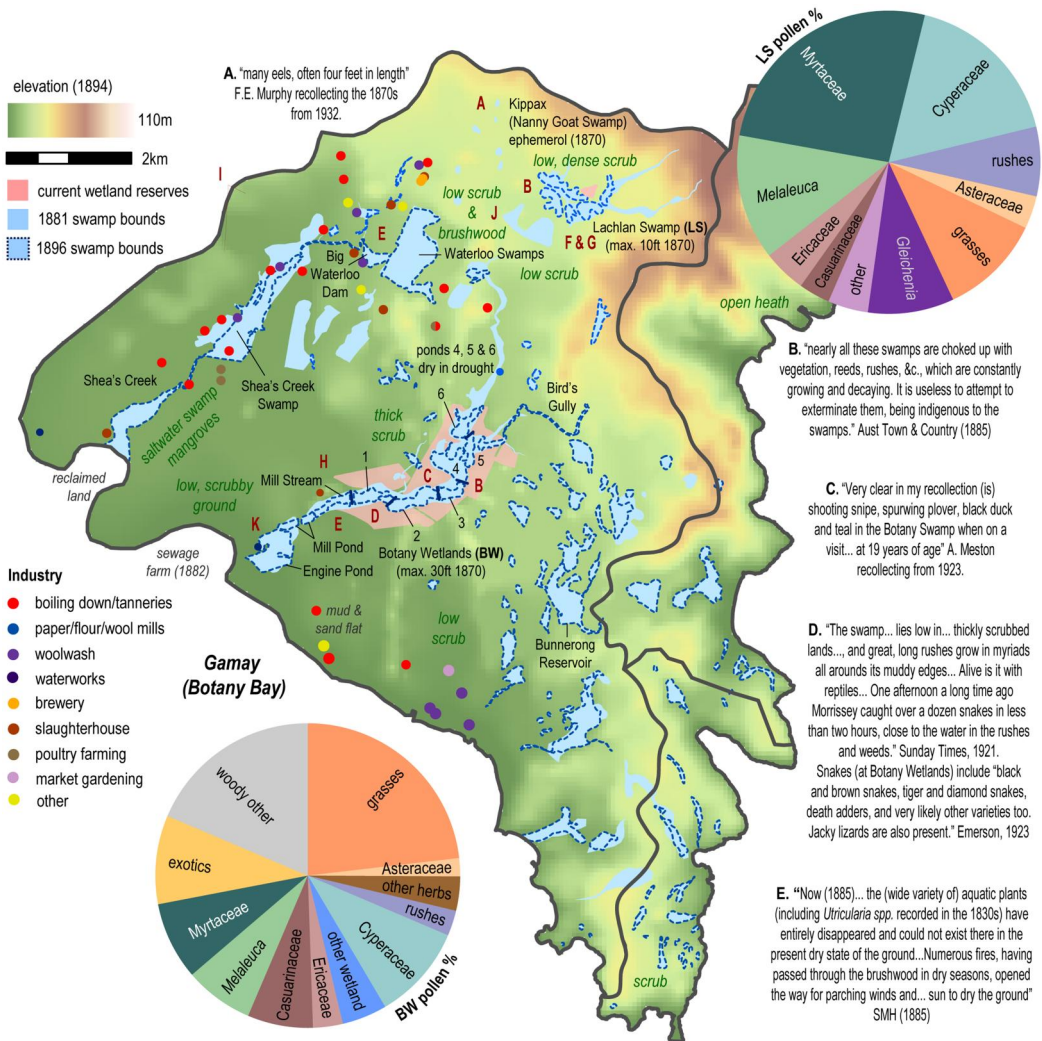 A. “many eels, often four feet in length”
F.E. Murphy recollecting the 1870s
from 1932.
elevation (1894)
110m
2km
current wetland reserves
1881 swamp bounds
1896 swamp bounds
LS pollen %
Myrtaceae
Cyperaceae
rushes
Asteraceae
grasses
Gleichenia
other
Casuarinaceae
Ericaceae
Melaleuca
A
Kippax
(Nanny Goat Swamp)
ephemerol (1870)
I
low, dense scrub
B
low scrub
&
brushwood
J
Lachlan Swamp (LS)
(max. 10ft 1870)
F & G
E
Big
Waterloo
Dam
Waterloo Swamps
low scrub
open heath
ponds 4, 5 & 6
dry in drought
Shea’s Creek
Shea’s Creek
Swamp
saltwater swamp
mangroves
Bird’s
Gully
6
thick
scrub
5
4
reclaimed
land
H
1
C
B
Mill Stream
low, scrubby
ground
K
E
D
2
3
Mill Pond
Botany Wetlands (BW)
(max. 30ft 1870)
Engine Pond
sewage
farm (1882)
mud &
sand flat
low
scrub
Bunnerong
Reservoir
Gamay
(Botany Bay)
scrub
Industry
boiling down/tanneries
paper/flour/wool mills
woolwash
waterworks
brewery
slaughterhouse
poultry farming
market gardening
other
woody other
grasses
Asteraceae
other herbs
rushes
Cyperaceae
other wetland
Ericaceae
Casuarinaceae
Melaleuca
Myrtaceae
exotics
BW pollen %
B. “nearly all these swamps are choked up with
vegetation, reeds, rushes, &c., which are constantly
growing and decaying. It is useless to attempt to
exterminate them, being indigenous to the
swamps.” Aust Town & Country (1885)
C. “Very clear in my recollection (is)
shooting snipe, spurwing plover, black duck
and teal in the Botany Swamp when on a
visit... at 19 years of age” A. Meston
recollecting from 1923.
D. “The swamp... lies low in... thickly scrubbed
lands..., and great, long rushes grow in myriads
all arouns its muddy edges... Alive is it with
reptiles... One afternoon a long time ago
Morrissey caught over a dozen snakes in less
than two hours, close to the water in the rushes
and weeds.” Sunday Times, 1921.
Snakes (at Botany Wetlands) include “black
and brown snakes, tiger and diamond snakes,
death adders, and very likely other varieties too.
Jacky lizards are also present.” Emerson, 1923
E. “Now (1885)... the (wide variety of) aquatic plants
(including Utricularia spp. recorded in the 1830s) have
entirely disappeared and could not exist there in the
present dry state of the ground...Numerous fires, having
passed through the brushwood in dry seasons, opened
the way for parching winds and... sun to dry the ground”
SMH (1885)